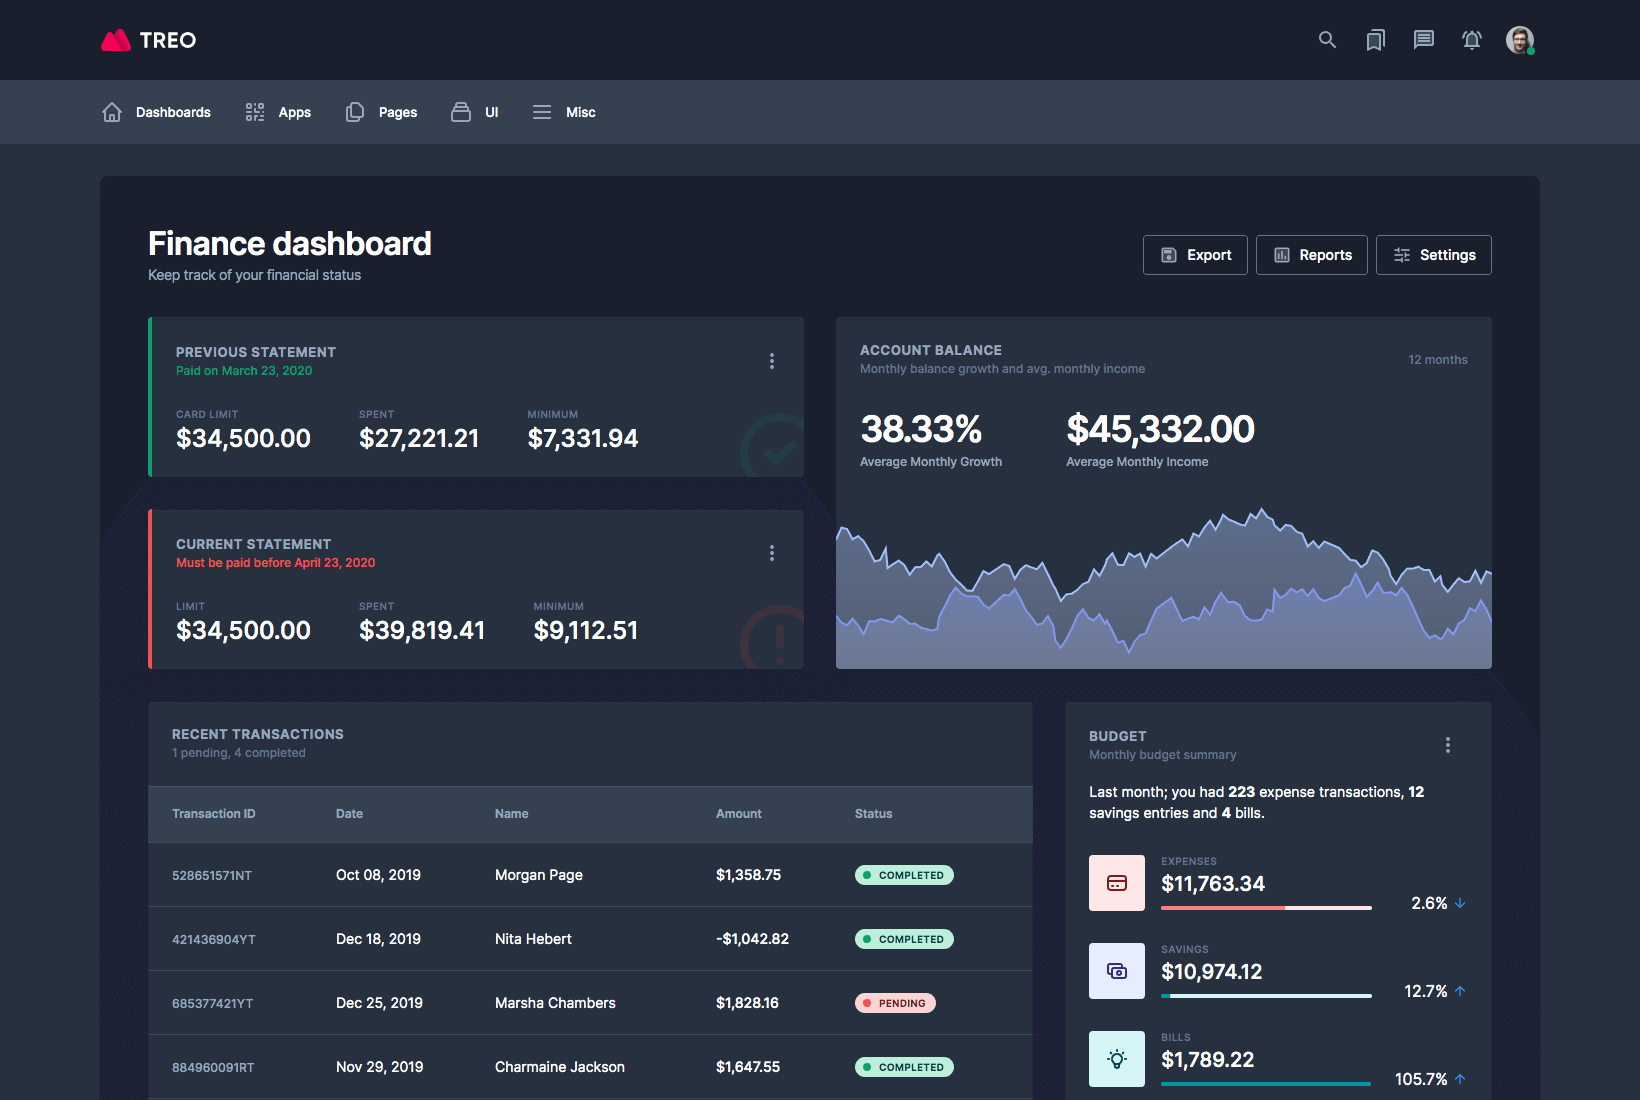 TREO
Dashboards Apps Pages UI Misc
Finance dashboard
Keep track of your financial status
Export Reports Settings
PREVIOUS STATEMENT
Paid on March 23, 2020
CARD LIMIT SPENT MINIMUM
$34,500.00 $27,221.21 $7,331.94
ACCOUNT BALANCE
Monthly balance growth and avg. monthly income
12 months
38.33% $45,332.00
Average Monthly Growth Average Monthly Income
CURRENT STATEMENT
Must be paid before April 23, 2020
LIMIT SPENT MINIMUM
$34,500.00 $39,819.41 $9,112.51
RECENT TRANSACTIONS
1 pending, 4 completed
Transaction ID Date Name Amount Status
528651571NT Oct 08, 2019 Morgan Page $1,358.75 COMPLETED
421436904YT Dec 18, 2019 Nita Hebert -$1,042.82 COMPLETED
685377421YT Dec 25, 2019 Marsha Chambers $1,828.16 PENDING
884960091RT Nov 29, 2019 Charmaine Jackson $1,647.55 COMPLETED
BUDGET
Monthly budget summary
Last month; you had 223 expense transactions, 12
savings entries and 4 bills.
EXPENSES
$11,763.34
2.6%
SAVINGS
$10,974.12
12.7%
BILLS
$1,789.22
105.7%